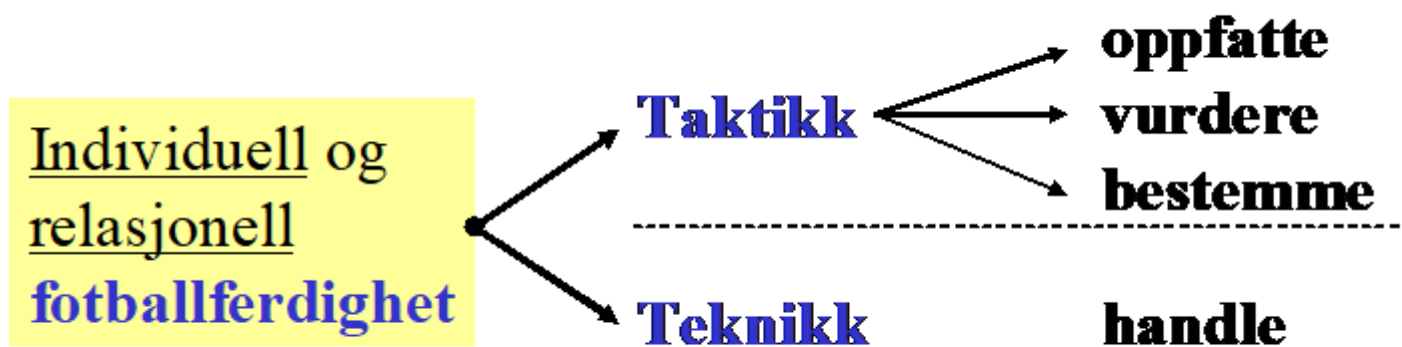 oppfatte
Taktikk
vurdere
Individuell og
bestemme
relasjonell
fotballferdighet
Teknikk
handle